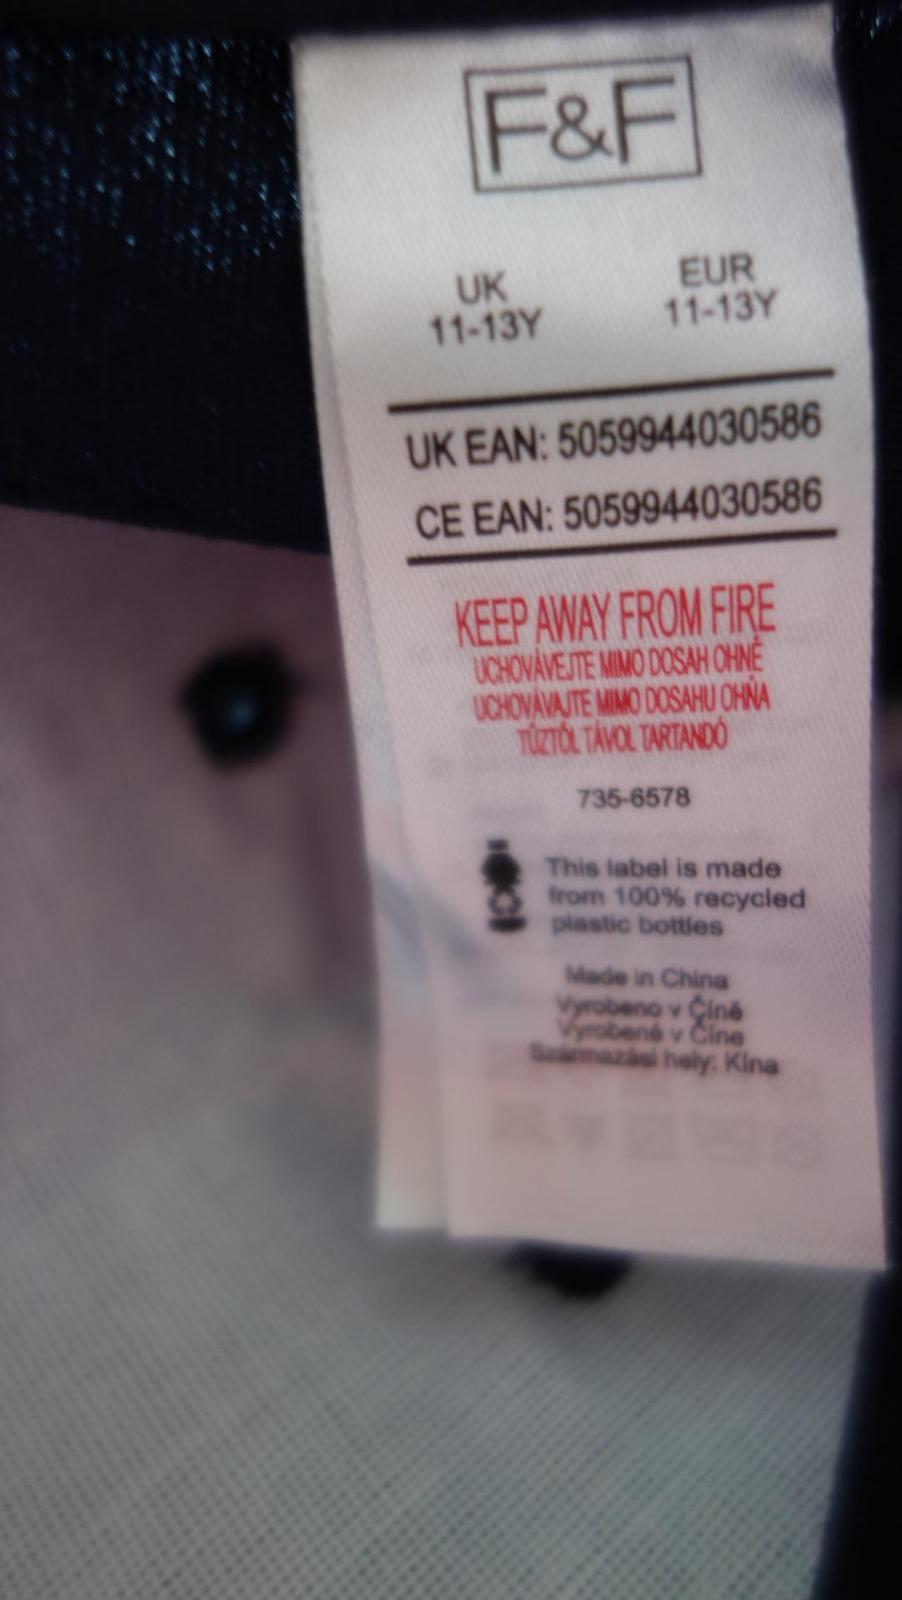 F&F
UK EUR
11-13Y 11-13Y
UK EAN: 5059944030586
CE EAN: 5059944030586
KEEP AWAY FROM FIRE
UCHOVÁVEJTE MIMO DOSAH OHNĚ
UCHOVÁVAJTE MIMO DOSAHU OHŇA
TŰZTŐL TÁVOL TARTANDÓ
735-6578
This label is made
from 100% recycled
plastic bottles
Made in China
Vyrobeno v Číně
Vyrobené v Číne
Származási hely: Kína